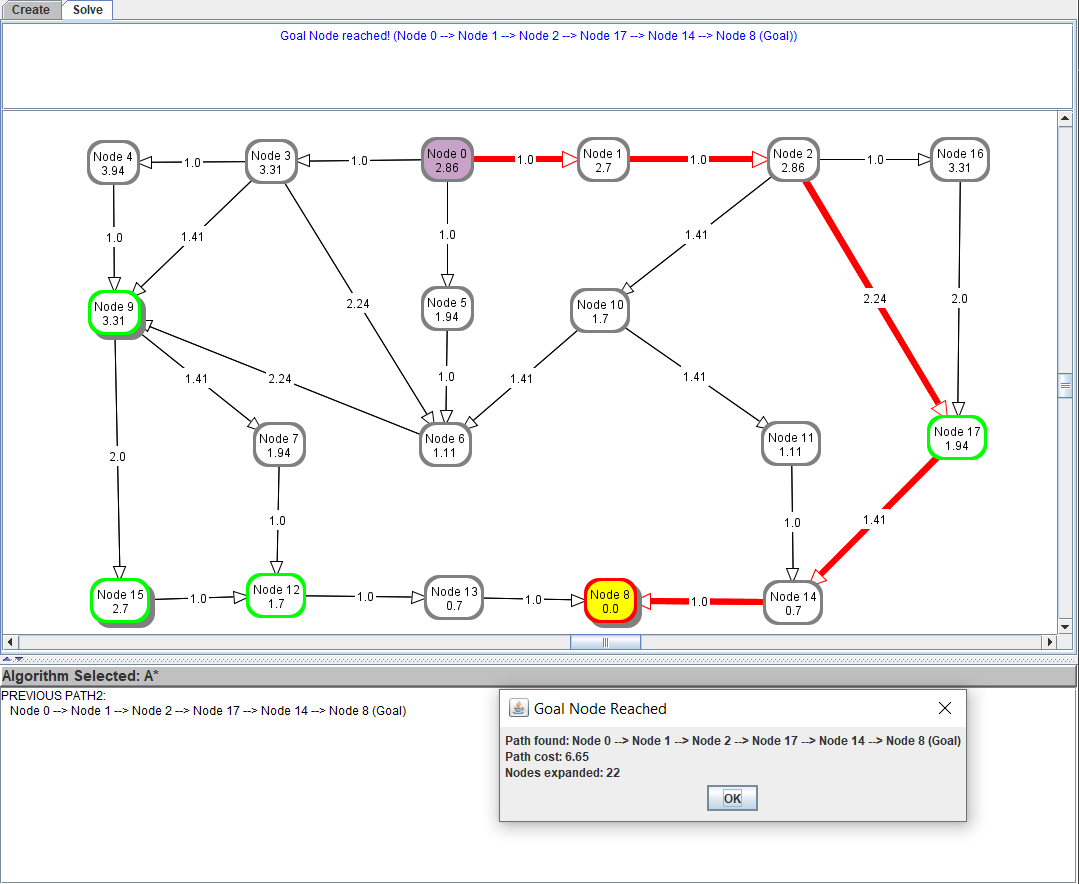 Create Solve
Goal Node reached! (Node 0 --> Node 1 --> Node 2 --> Node 17 --> Node 14 --> Node 8 (Goal))
Node 4
3.94
1.0
Node 3
3.31
1.0
Node 0
2.86
1.0
Node 1
2.7
1.0
Node 2
2.86
1.0
Node 16
3.31
1.0
1.41
1.0
1.41
2.24
2.24
2.0
Node 9
3.31
Node 5
1.94
Node 10
1.7
1.41
2.24
1.0
1.41
1.41
Node 7
1.94
Node 6
1.11
Node 11
1.11
Node 17
1.94
2.0
1.0
1.0
1.41
Node 15
2.7
1.0
Node 12
1.7
1.0
Node 13
0.7
1.0
Node 8
0.0
1.0
Node 14
0.7
Algorithm Selected: A*
PREVIOUS PATH2:
Node 0 --> Node 1 --> Node 2 --> Node 17 --> Node 14 --> Node 8 (Goal)
Goal Node Reached
Path found: Node 0 --> Node 1 --> Node 2 --> Node 17 --> Node 14 --> Node 8 (Goal)
Path cost: 6.65
Nodes expanded: 22
OK